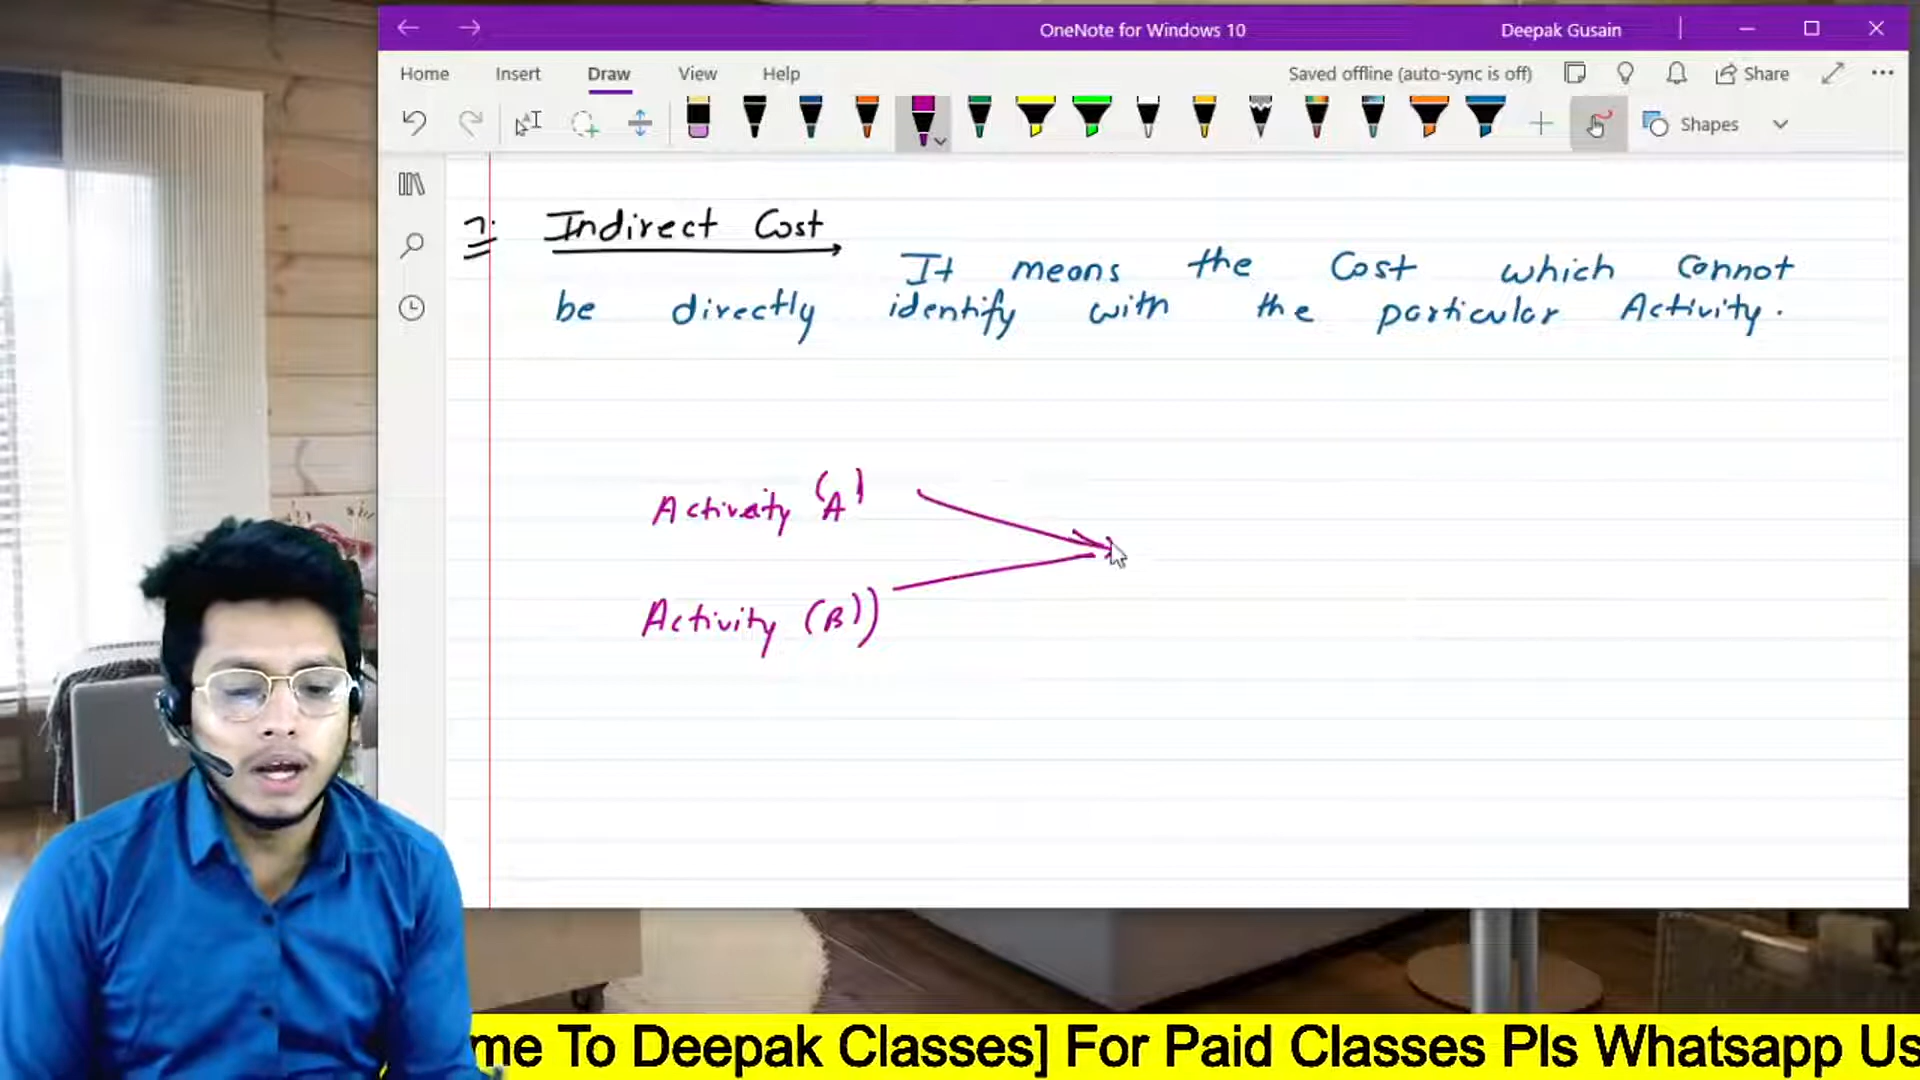 OneNote for Windows 10
Deepak Gusain
Home Insert Draw View Help
Saved offline (auto-sync is off)
Share
Shapes
7. Indirect Cost
It means the Cost which cannot
be directly identify with the particular Activity.
Activity (A)
Activity (B))
me To Deepak Classes] For Paid Classes Pls Whatsapp Us